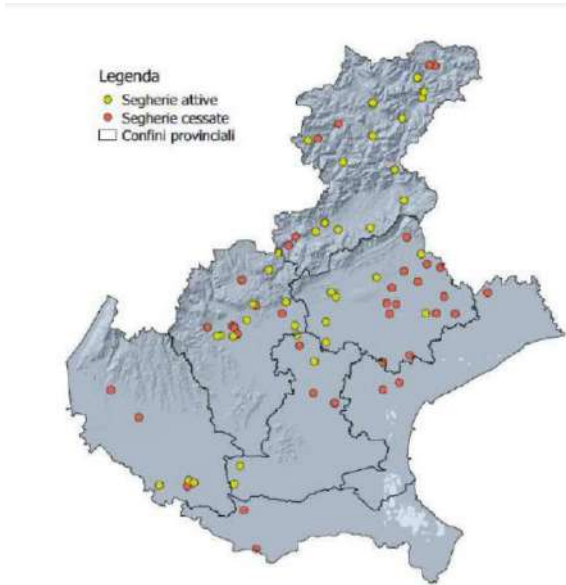 Legenda
Segherie attive
Segherie cessate
Confini provinciali